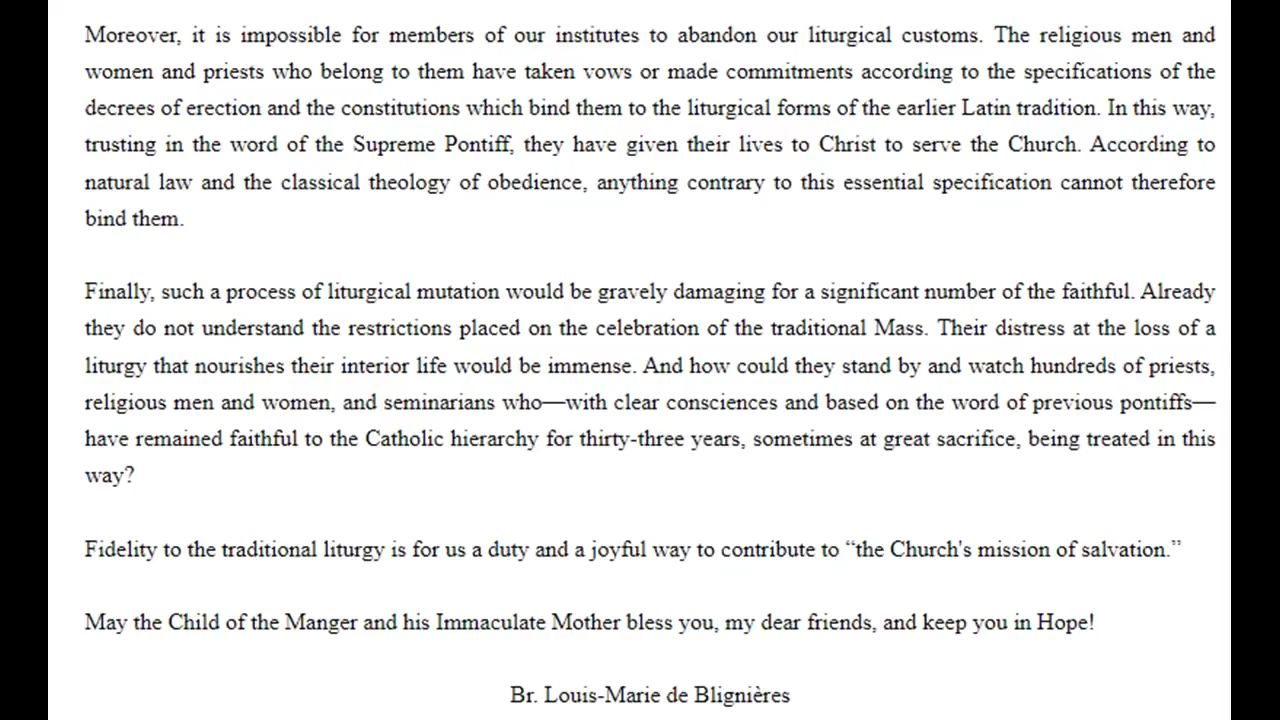 Moreover, it is impossible for members of our institutes to abandon our liturgical customs. The religious men and
women and priests who belong to them have taken vows or made commitments according to the specifications of the
decrees of erection and the constitutions which bind them to the liturgical forms of the earlier Latin tradition. In this way,
trusting in the word of the Supreme Pontiff, they have given their lives to Christ to serve the Church. According to
natural law and the classical theology of obedience, anything contrary to this essential specification cannot therefore
bind them.
Finally, such a process of liturgical mutation would be gravely damaging for a significant number of the faithful. Already
they do not understand the restrictions placed on the celebration of the traditional Mass. Their distress at the loss of a
liturgy that nourishes their interior life would be immense. And how could they stand by and watch hundreds of priests,
religious men and women, and seminarians who—with clear consciences and based on the word of previous pontiffs—
have remained faithful to the Catholic hierarchy for thirty-three years, sometimes at great sacrifice, being treated in this
way?
Fidelity to the traditional liturgy is for us a duty and a joyful way to contribute to “the Church’s mission of salvation.”
May the Child of the Manger and his Immaculate Mother bless you, my dear friends, and keep you in Hope!
Br. Louis-Marie de Blignières